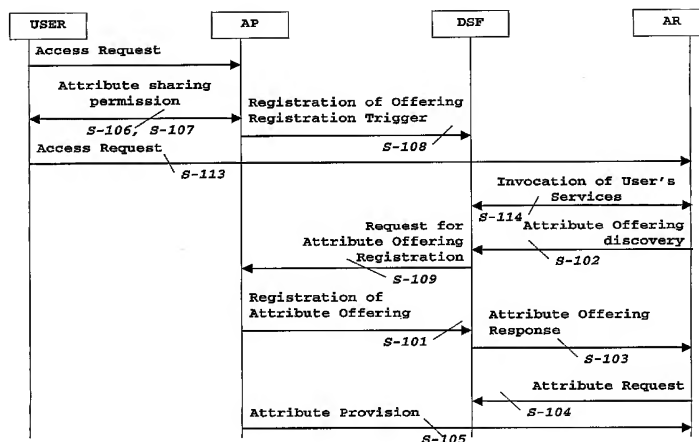 USER
AP
DSF
AR
Access Request
Attribute sharing
permission
S-106, S-107
Registration of Offering
Registration Trigger
S-108
Access Request
S-113
Invocation of User's
Services
S-114
Attribute Offering
discovery
S-102
Request for
Attribute Offering
Registration
S-109
Registration of
Attribute Offering
S-101
Attribute Offering
Response
S-103
Attribute Request
S-104
Attribute Provision
S-105